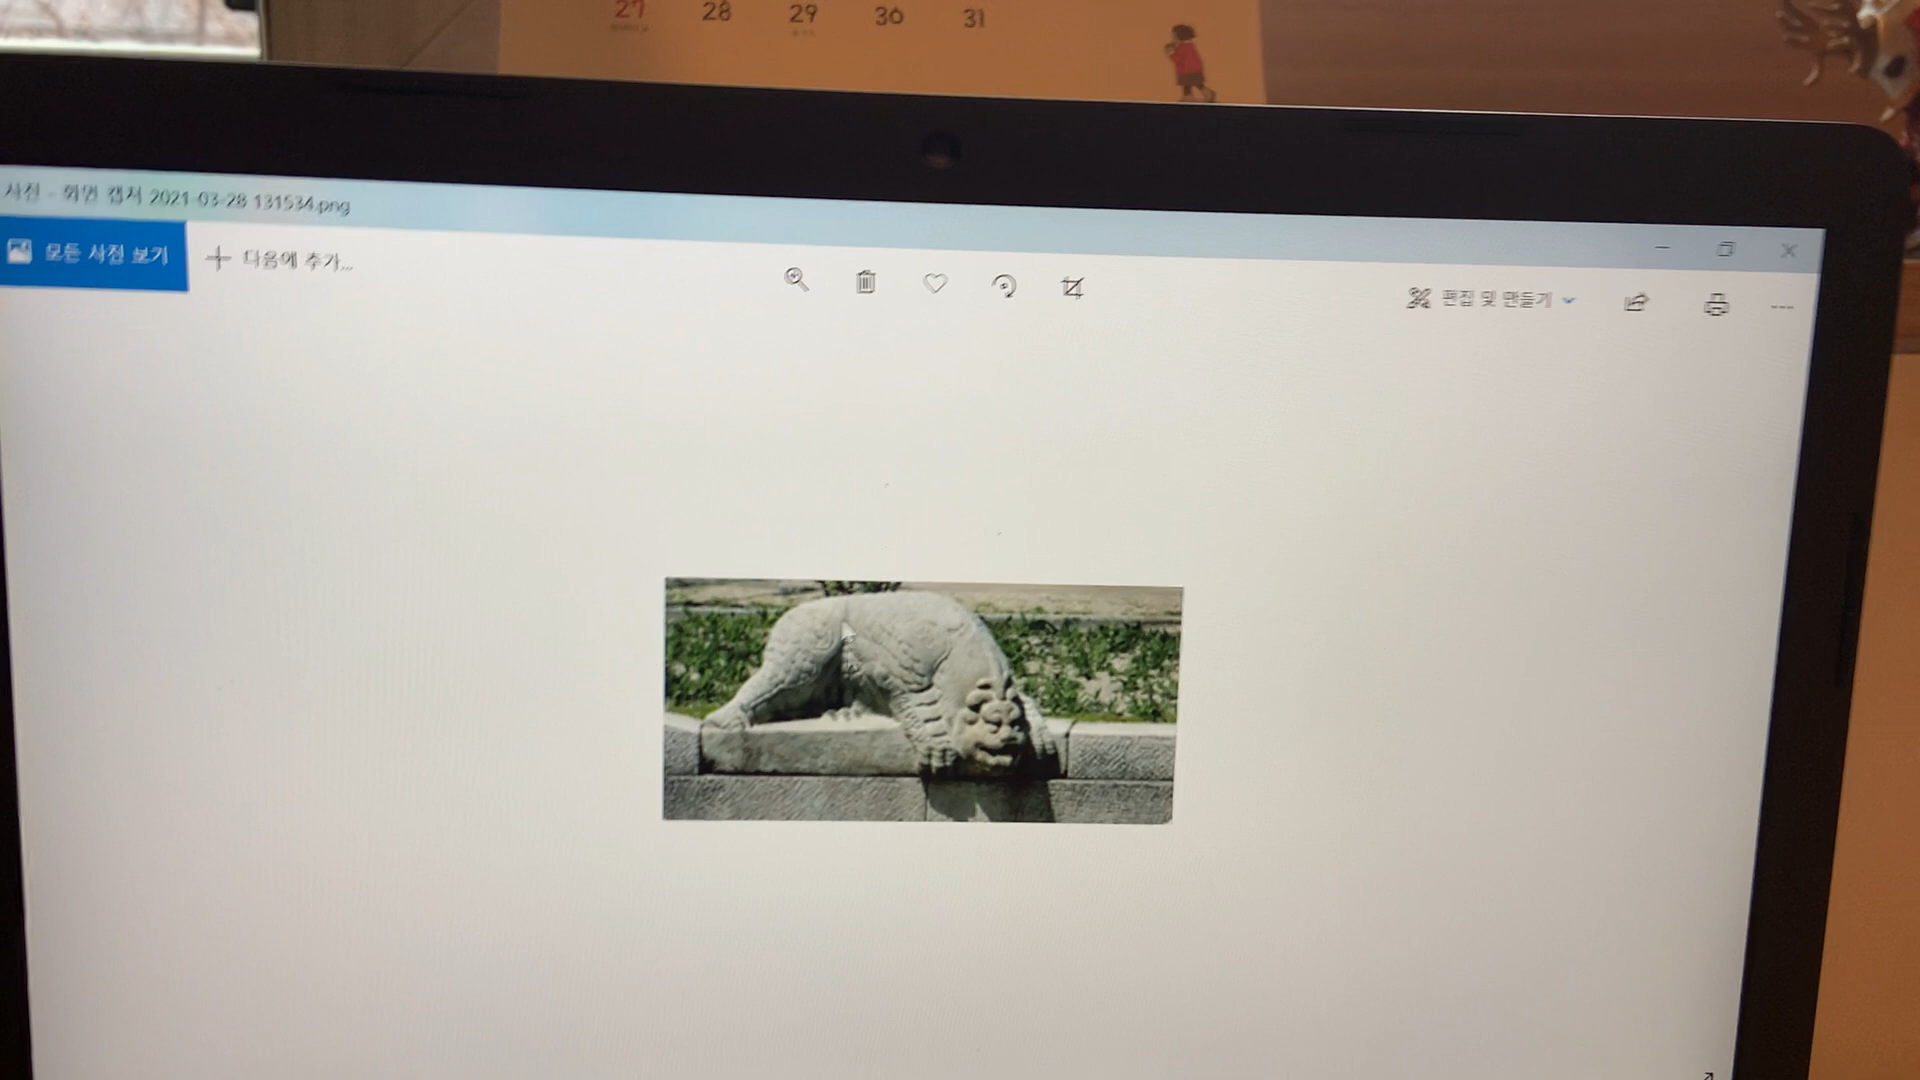 27 28 29 30 31
사진 - 화면 캡처 2021-03-28 131534.png
모든 사진 보기
다음에 추가...
편집 및 만들기